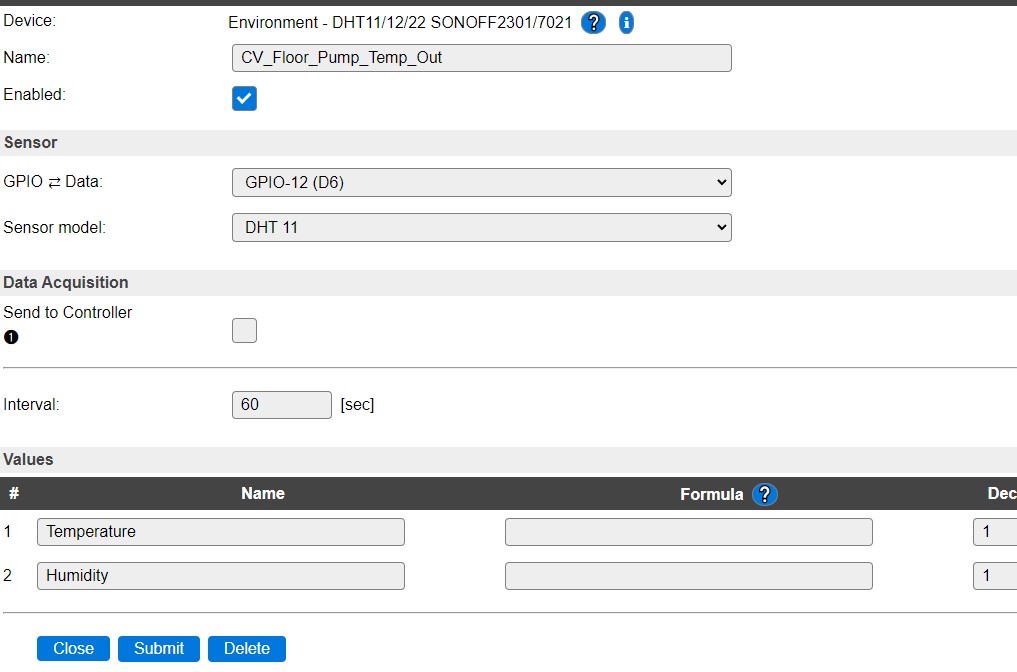 Device: Environment - DHT11/12/22 SONOFF2301/7021 ? i
Name: CV_Floor_Pump_Temp_Out
Enabled:
Sensor
GPIO ⇄ Data: GPIO-12 (D6)
Sensor model: DHT 11
Data Acquisition
Send to Controller
❶
Interval: 60 [sec]
Values
# Name Formula ? Dec
1 Temperature 1
2 Humidity 1
Close Submit Delete